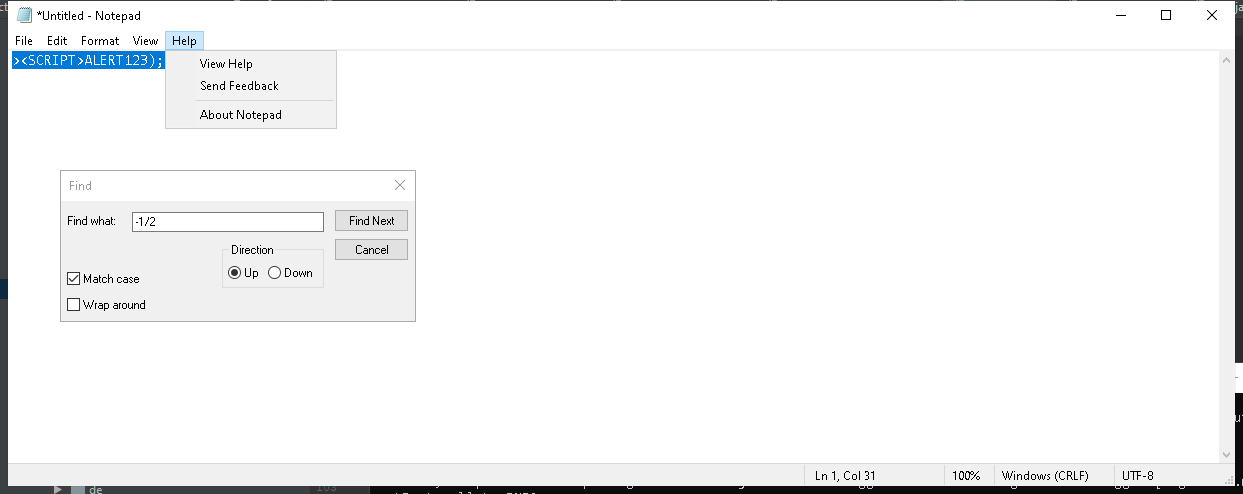 *Untitled - Notepad
File Edit Format View Help
><SCRIPT>ALERT123);
View Help
Send Feedback
About Notepad
Find
Find what: -1/2 Find Next
Cancel
Direction
Up Down
Match case
Wrap around
Ln 1, Col 31 100% Windows (CRLF) UTF-8
de 103